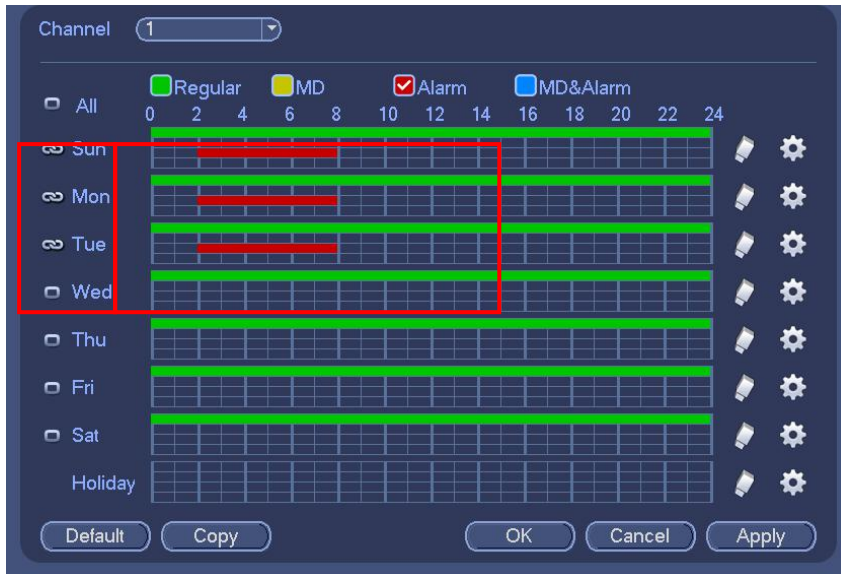 Channel 1
Regular MD Alarm MD&Alarm
All 0 2 4 6 8 10 12 14 16 18 20 22 24
Sun
Mon
Tue
Wed
Thu
Fri
Sat
Holiday
Default Copy OK Cancel Apply